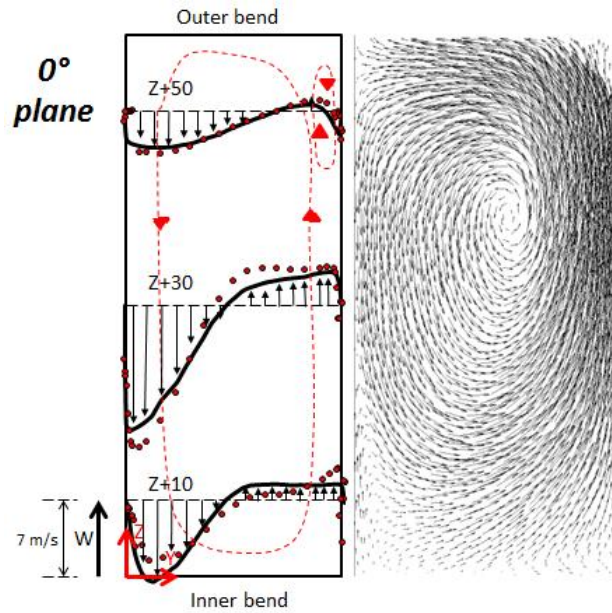 Outer bend
0°
plane
Z+50
Z+30
Z+10
7 m/s
W
Z
Y
Inner bend